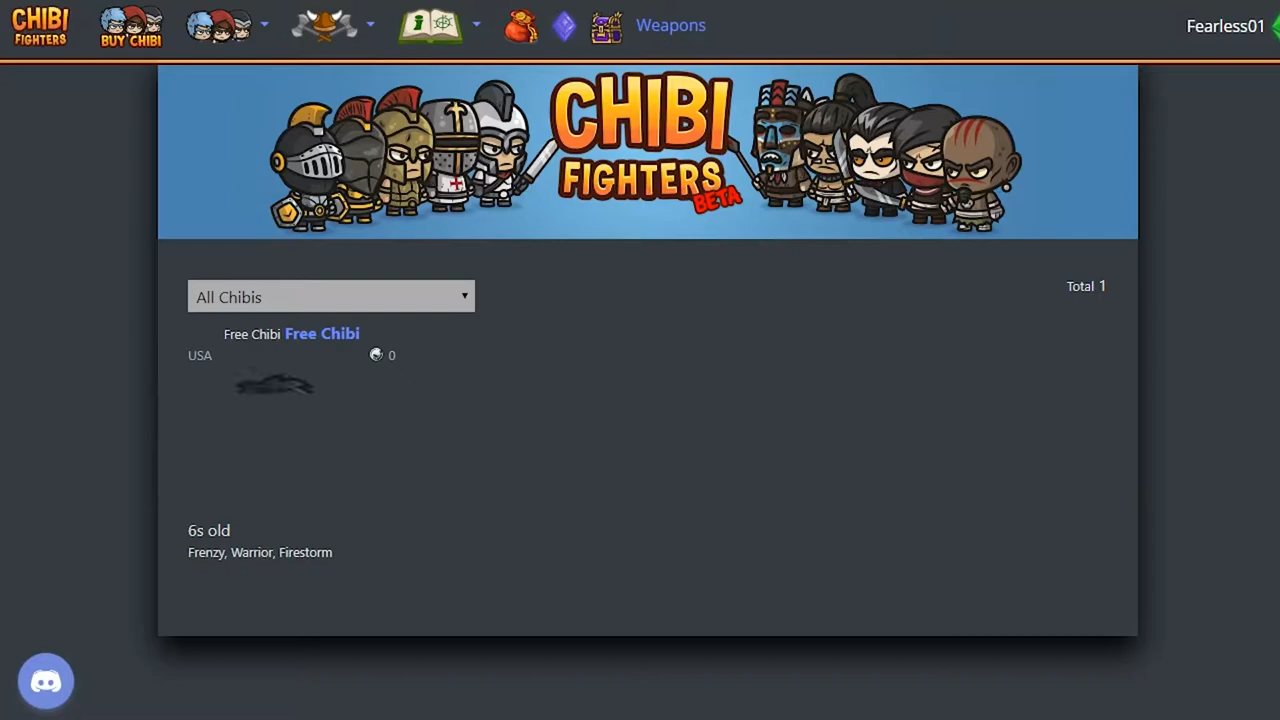 CHIBI
FIGHTERS
BUY CHIBI
Weapons
Fearless01
CHIBI
FIGHTERS
BETA
All Chibis
Total 1
Free Chibi Free Chibi
USA
0
6s old
Frenzy, Warrior, Firestorm